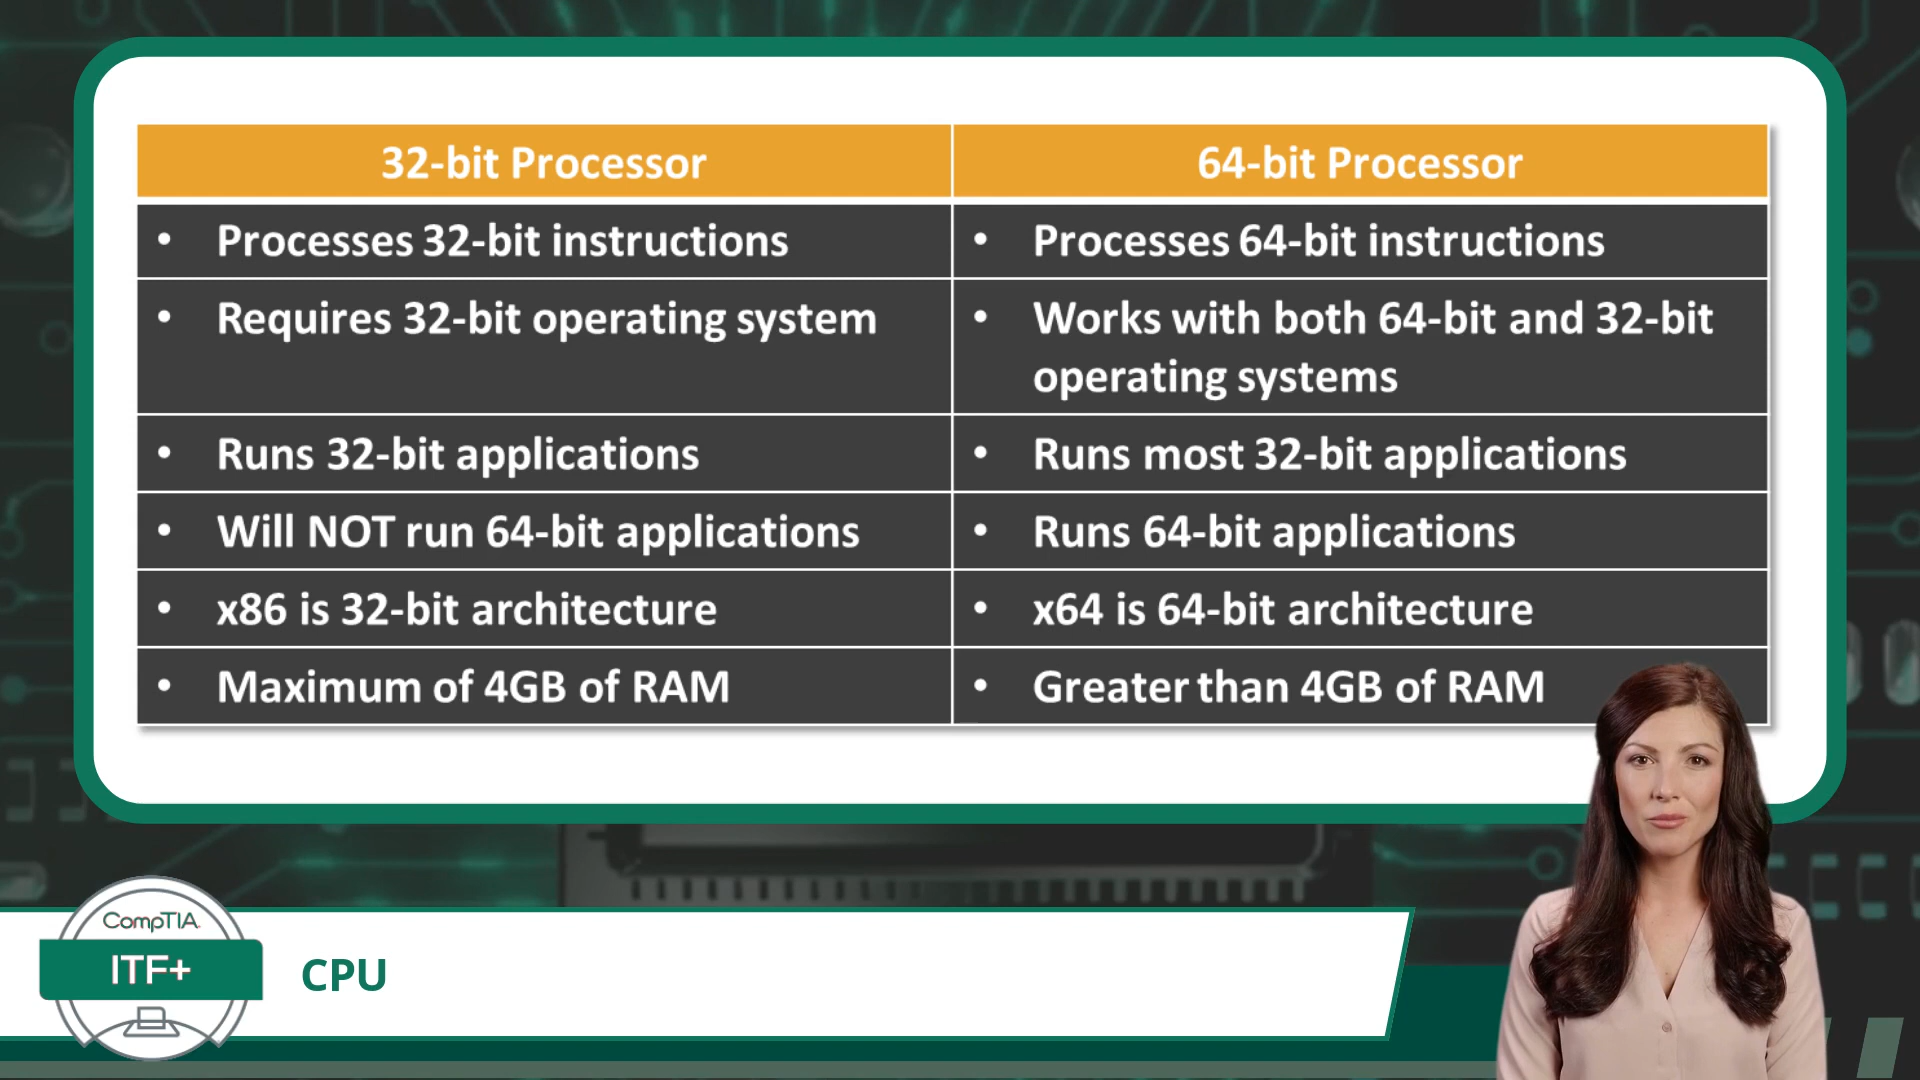 32-bit Processor
64-bit Processor
• Processes 32-bit instructions
• Processes 64-bit instructions
• Requires 32-bit operating system
• Works with both 64-bit and 32-bit
operating systems
• Runs 32-bit applications
• Runs most 32-bit applications
• Will NOT run 64-bit applications
• Runs 64-bit applications
• x86 is 32-bit architecture
• x64 is 64-bit architecture
• Maximum of 4GB of RAM
• Greater than 4GB of RAM
CompTIA
ITF+
CPU